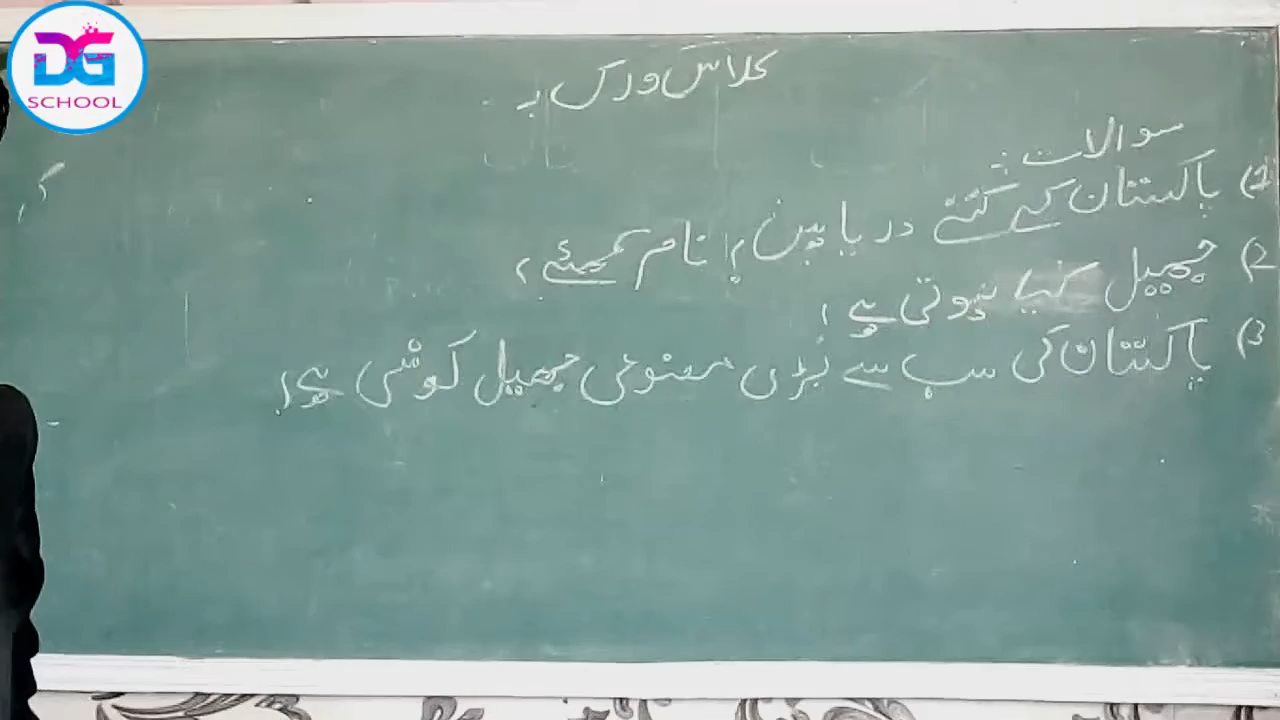 DG
SCHOOL
کلاس ورک :-
سوالات :-
1) پاکستان کے کتنے دریا ہیں؟ نام لکھئے؟
2) جھیل کیا ہوتی ہے؟
3) پاکستان کی سب سے بڑی مصنوعی جھیل کونسی ہے؟